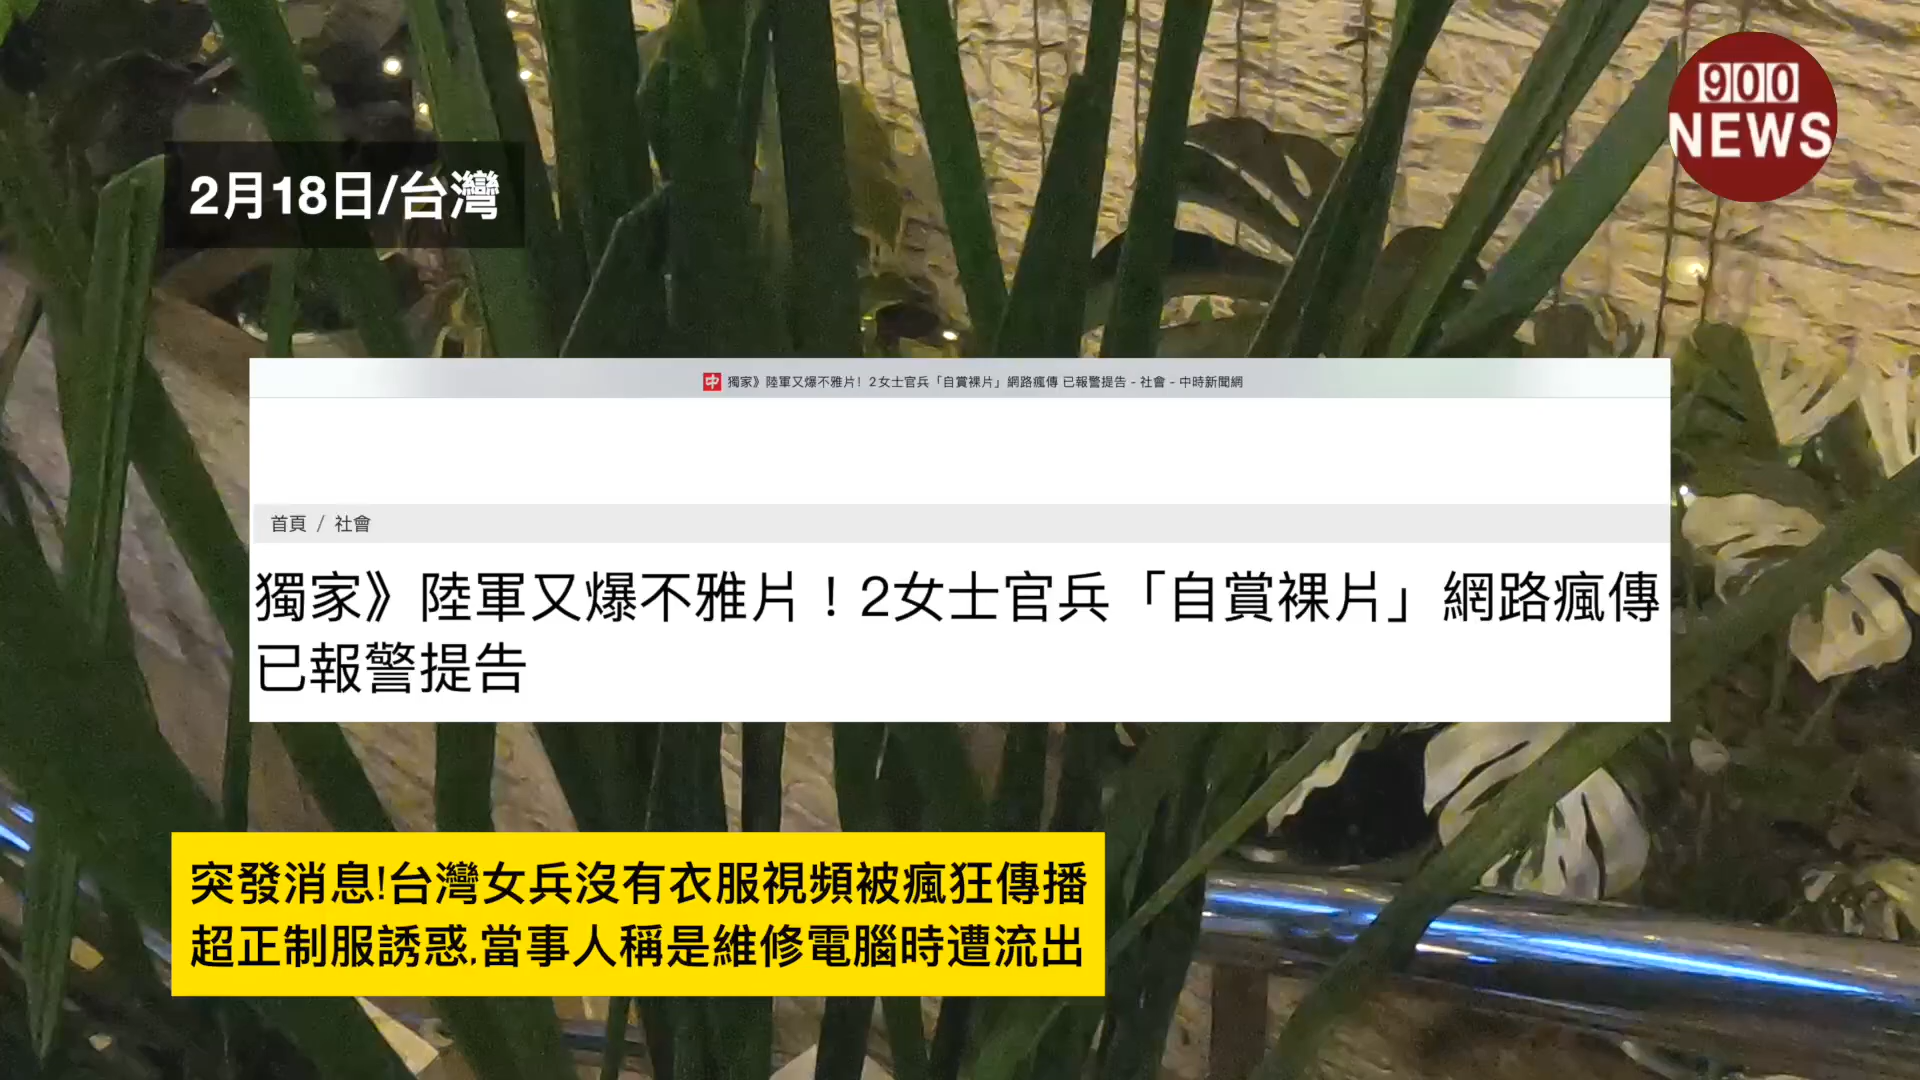 900
NEWS
2月18日/台灣
中 獨家》陸軍又爆不雅片！2女士官兵「自賞裸片」網路瘋傳 已報警提告 - 社會 - 中時新聞網
首頁 / 社會
獨家》陸軍又爆不雅片！2女士官兵「自賞裸片」網路瘋傳
已報警提告
突發消息!台灣女兵沒有衣服視頻被瘋狂傳播
超正制服誘惑,當事人稱是維修電腦時遭流出